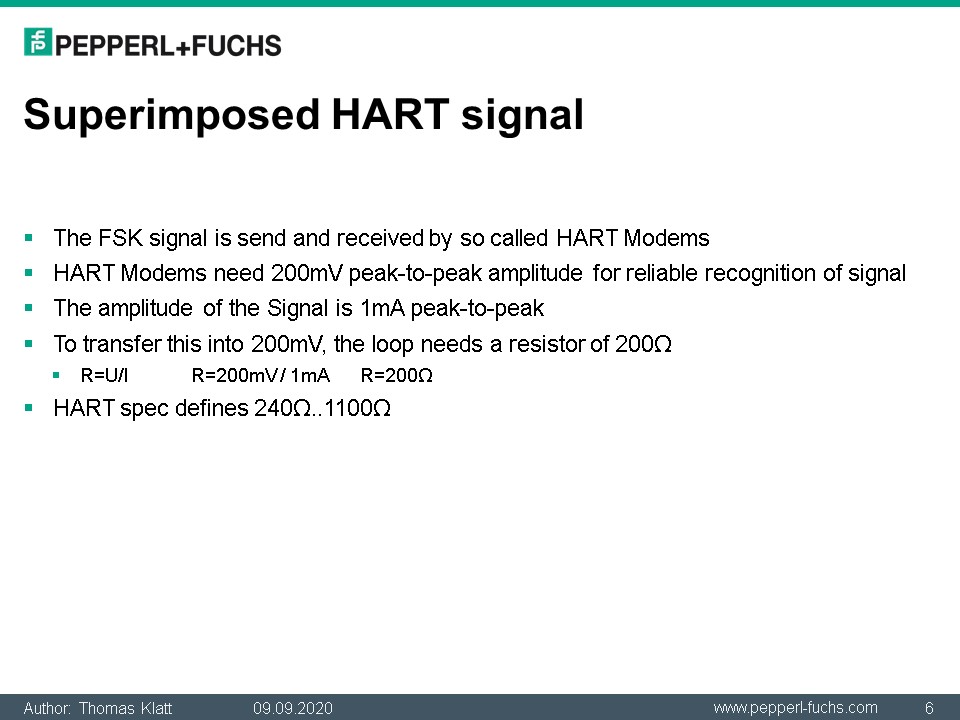 PEPPERL+FUCHS
Superimposed HART signal
The FSK signal is send and received by so called HART Modems
HART Modems need 200mV peak-to-peak amplitude for reliable recognition of signal
The amplitude of the Signal is 1mA peak-to-peak
To transfer this into 200mV, the loop needs a resistor of 200Ω
R=U/I R=200mV/ 1mA R=200Ω
HART spec defines 240Ω..1100Ω
Author: Thomas Klatt 09.09.2020 www.pepperl-fuchs.com 6